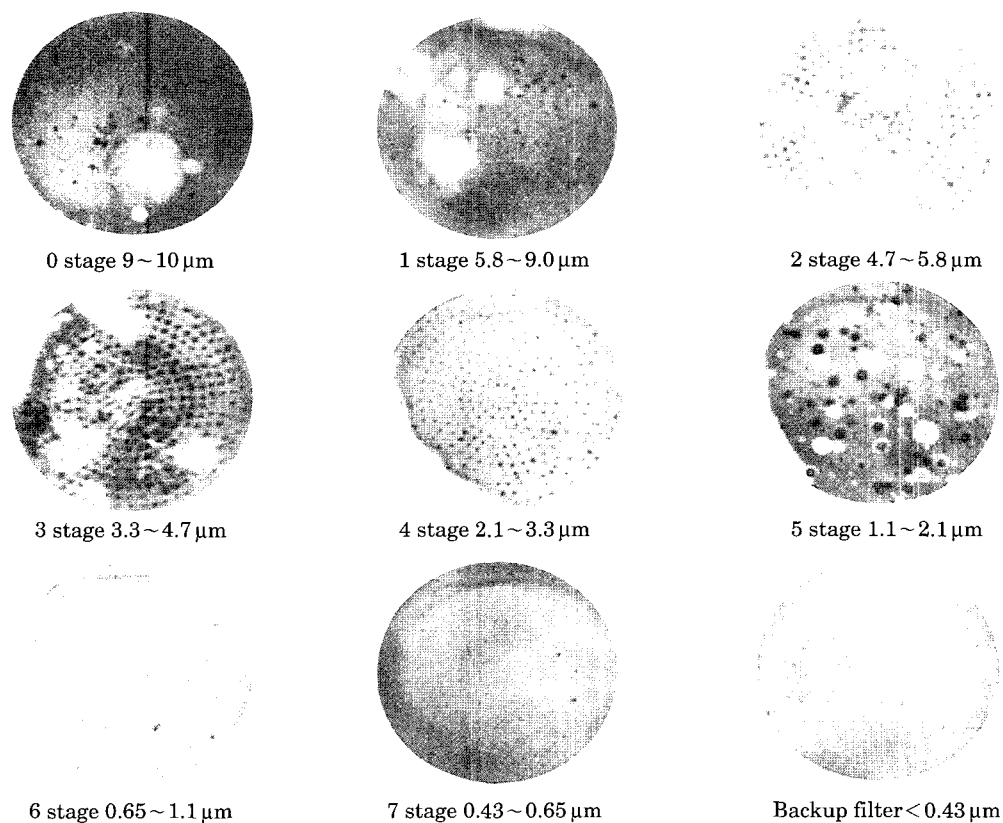 0 stage 9~10 μm
1 stage 5.8~9.0 μm
2 stage 4.7~5.8 μm
3 stage 3.3~4.7 μm
4 stage 2.1~3.3 μm
5 stage 1.1~2.1 μm
6 stage 0.65~1.1 μm
7 stage 0.43~0.65 μm
Backup filter<0.43 μm